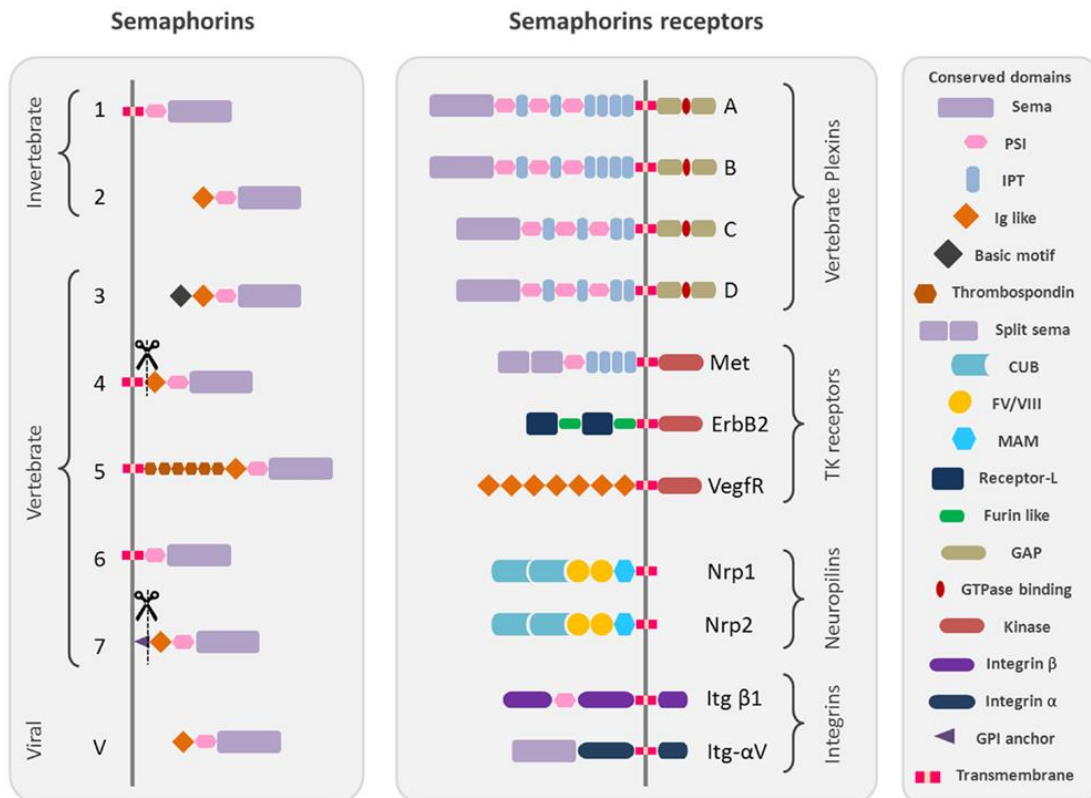 Semaphorins
Semaphorins receptors
Invertebrate
1
2
Vertebrate
3
4
5
6
7
Viral
V
A
B
C
D
Vertebrate Plexins
Met
ErbB2
VegfR
TK receptors
Nrp1
Nrp2
Neuropilins
Itg β1
Itg-αV
Integrins
Conserved domains
Sema
PSI
IPT
Ig like
Basic motif
Thrombospondin
Split sema
CUB
FV/VIII
MAM
Receptor-L
Furin like
GAP
GTPase binding
Kinase
Integrin β
Integrin α
GPI anchor
Transmembrane